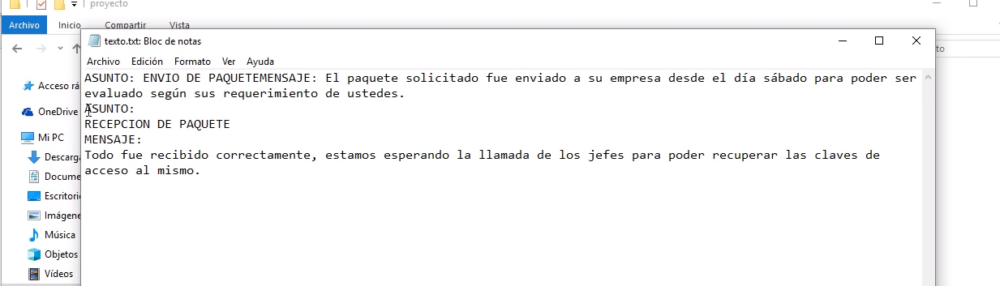 proyecto
Archivo Inicio Compartir Vista
texto.txt: Bloc de notas
Archivo Edición Formato Ver Ayuda
ASUNTO: ENVIO DE PAQUETEMENSAJE: El paquete solicitado fue enviado a su empresa desde el día sábado para poder ser
evaluado según sus requerimiento de ustedes.
ASUNTO:
RECEPCION DE PAQUETE
MENSAJE:
Todo fue recibido correctamente, estamos esperando la llamada de los jefes para poder recuperar las claves de
acceso al mismo.
Acceso rá
OneDrive
Mi PC
Descarga
Docume
Escritorio
Imágene
Música
Objetos
Vídeos
to